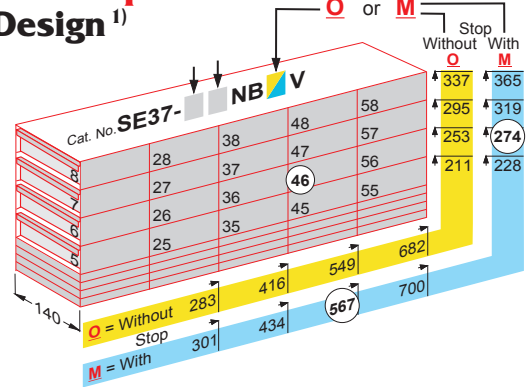 O or M
Design 1)
Stop
Without With
O M
Cat. No. SE37- NB V
337 365
295 319
253 274
211 228
8 28 38 48 58
7 27 37 47 57
6 26 36 46 56
5 25 35 45 55
140
O = Without 283 416 549 682
Stop
M = With 301 434 567 700